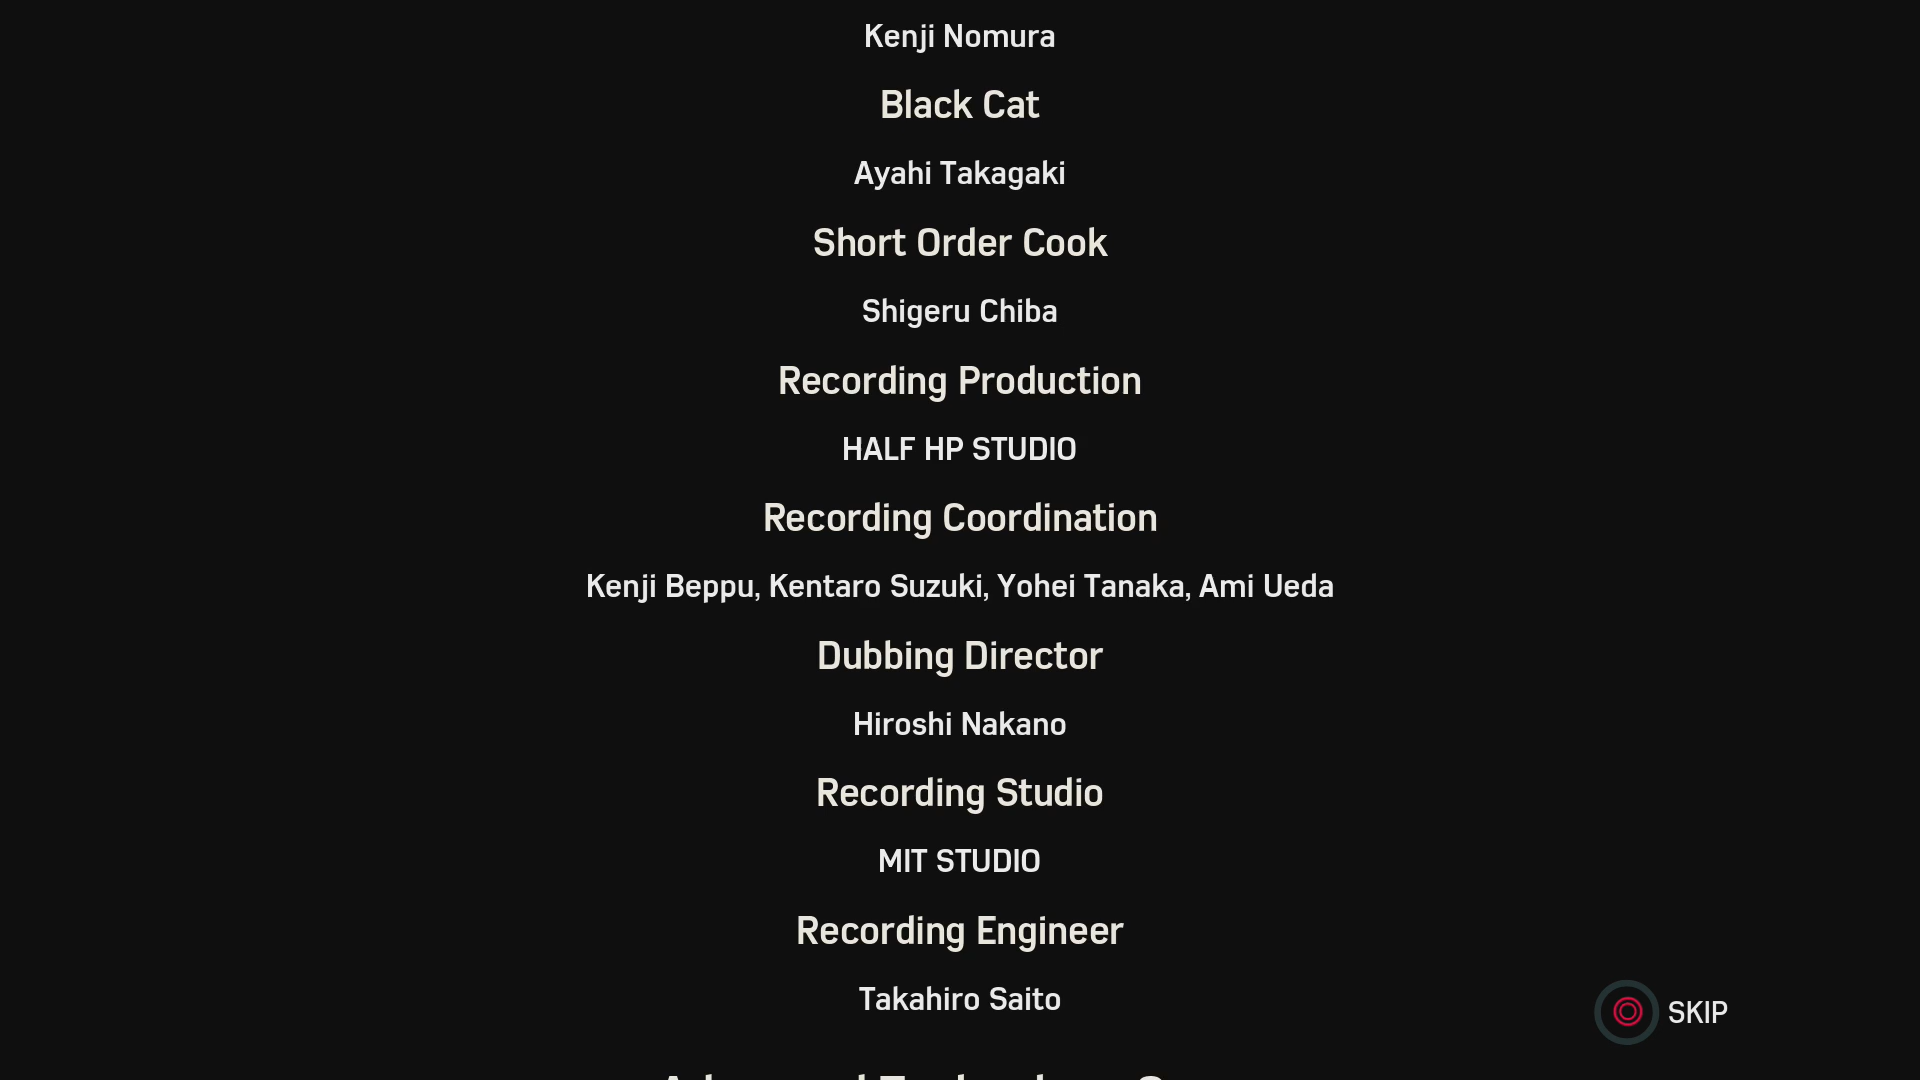 Kenji Nomura
Black Cat
Ayahi Takagaki
Short Order Cook
Shigeru Chiba
Recording Production
HALF HP STUDIO
Recording Coordination
Kenji Beppu, Kentaro Suzuki, Yohei Tanaka, Ami Ueda
Dubbing Director
Hiroshi Nakano
Recording Studio
MIT STUDIO
Recording Engineer
Takahiro Saito
SKIP